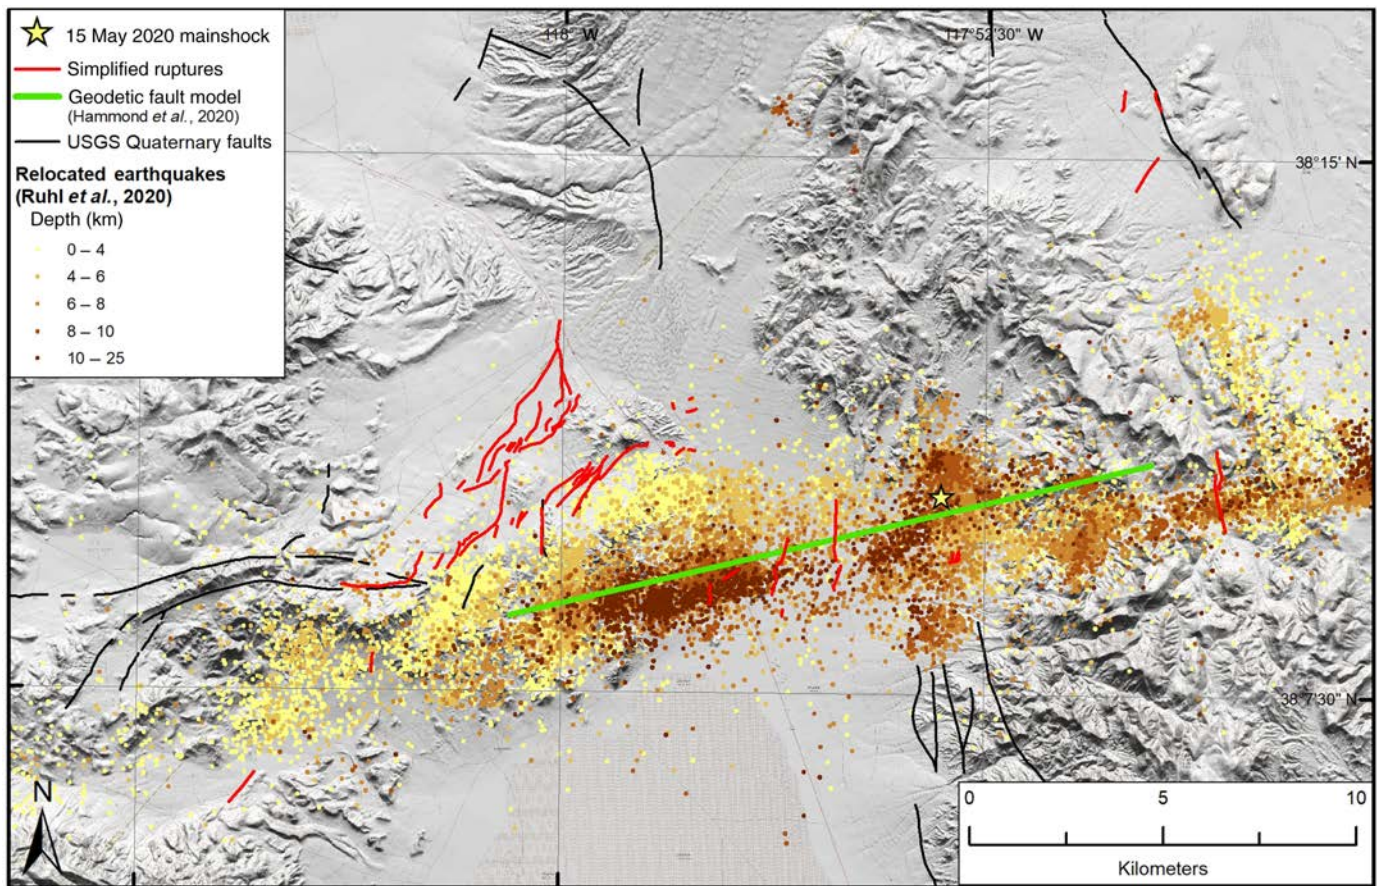 15 May 2020 mainshock
Simplified ruptures
Geodetic fault model
(Hammond et al., 2020)
USGS Quaternary faults
Relocated earthquakes
(Ruhl et al., 2020)
Depth (km)
0 – 4
4 – 6
6 – 8
8 – 10
10 – 25
118° W
117°52'30" W
38°15' N
38°7'30" N
N
0 5 10
Kilometers